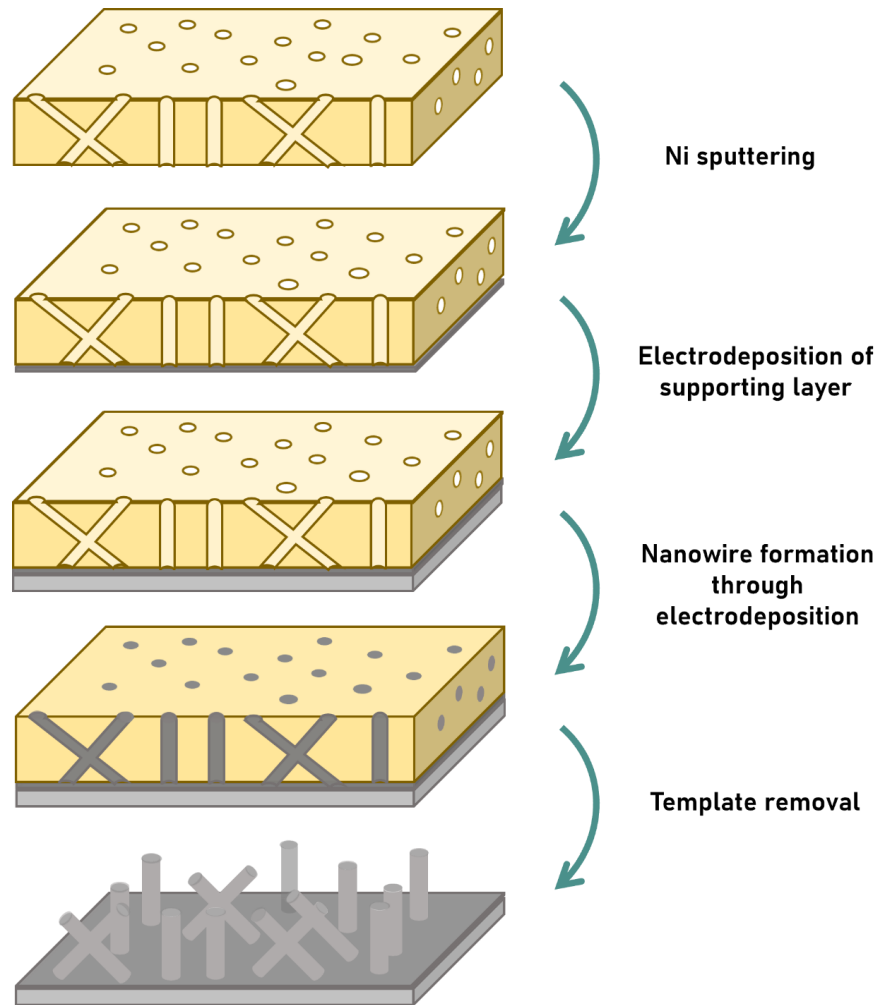 Ni sputtering
Electrodeposition of
supporting layer
Nanowire formation
through
electrodeposition
Template removal